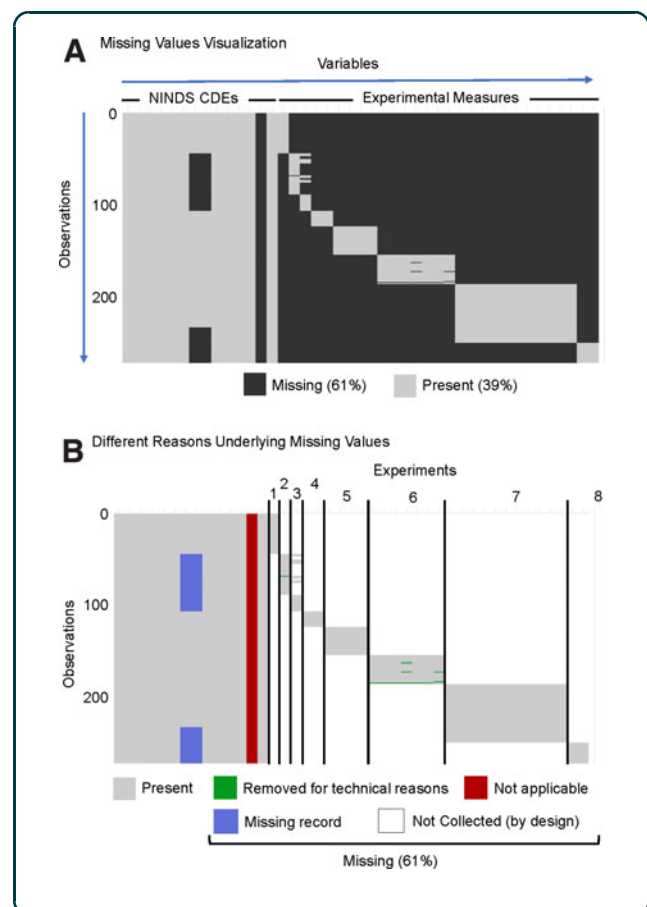 A Missing Values Visualization
Variables
NINDS CDEs Experimental Measures
0
100
200
Observations
Missing (61%) Present (39%)
B Different Reasons Underlying Missing Values
Experiments
1 2 3 4 5 6 7 8
0
100
200
Observations
Present Removed for technical reasons Not applicable
Missing record Not Collected (by design)
Missing (61%)